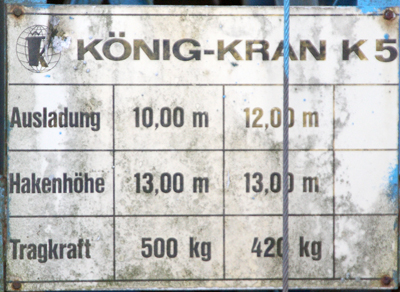 K KÖNIG-KRAN K 5
Ausladung 10,00 m 12,00 m
Hakenhöhe 13,00 m 13,00 m
Tragkraft 500 kg 420 kg